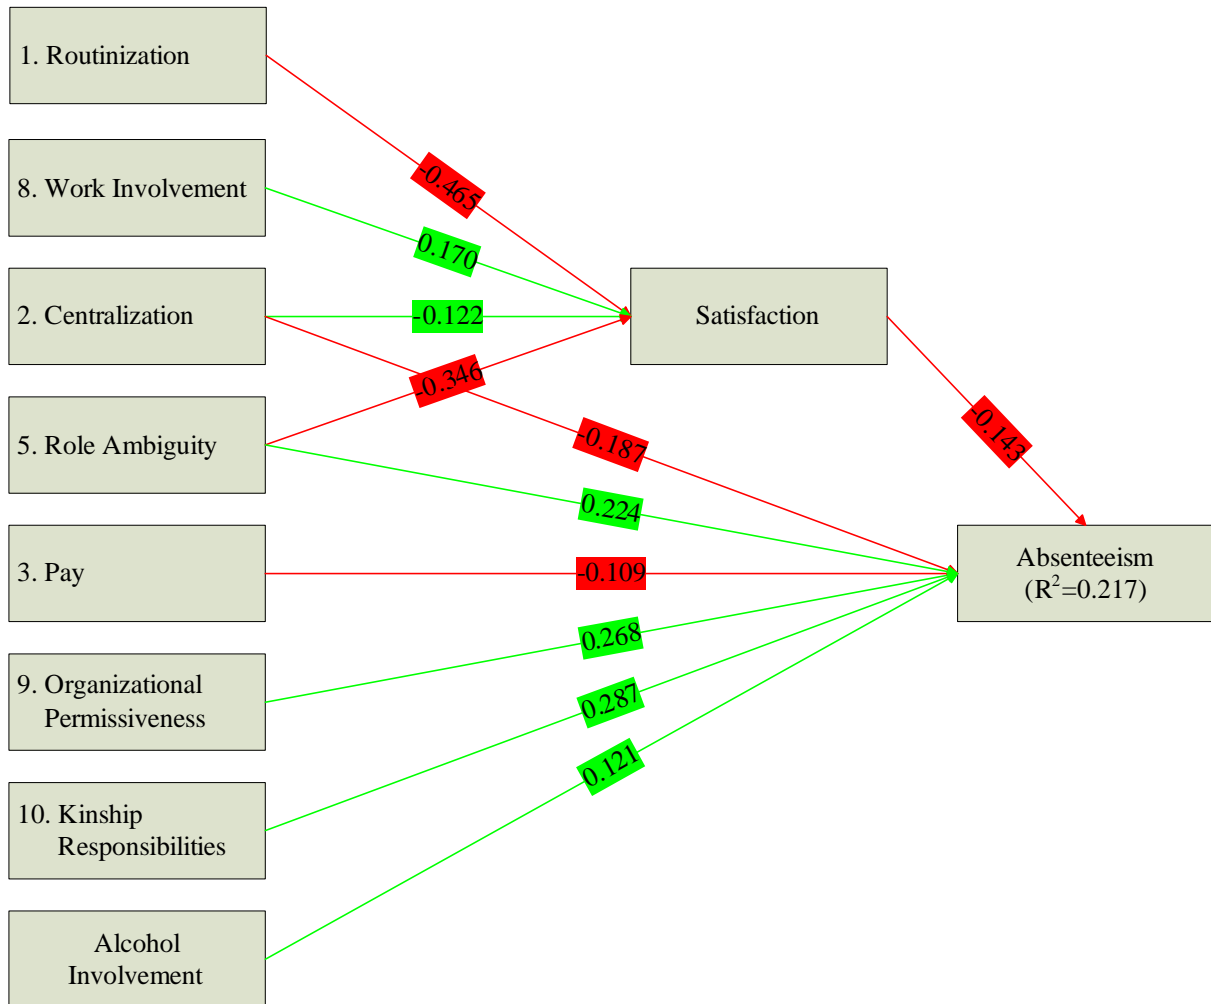 1. Routinization
-0.465
8. Work Involvement
0.170
2. Centralization
-0.122
Satisfaction
-0.346
-0.187
-0.143
5. Role Ambiguity
0.224
3. Pay
-0.109
Absenteeism
(R²=0.217)
9. Organizational
Permissiveness
0.268
0.287
10. Kinship
Responsibilities
0.121
Alcohol
Involvement